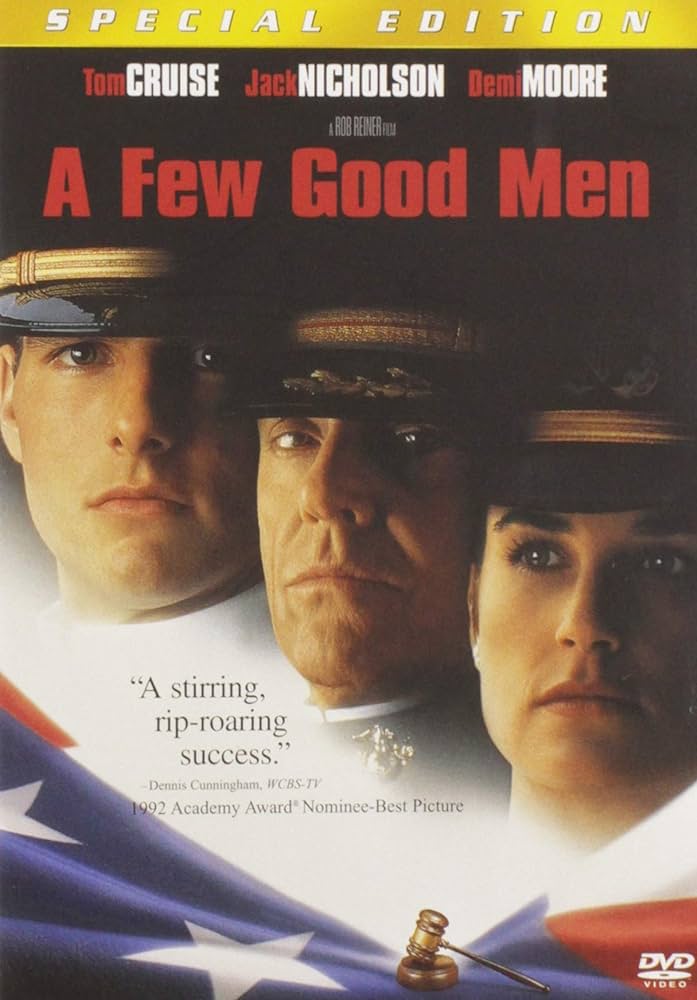 SPECIAL EDITION
TomCRUISE JackNICHOLSON DemiMOORE
A ROB REINER FILM
A Few Good Men
“A stirring,
rip-roaring
success.”
–Dennis Cunningham, WCBS-TV
1992 Academy Award® Nominee-Best Picture
DVD
VIDEO